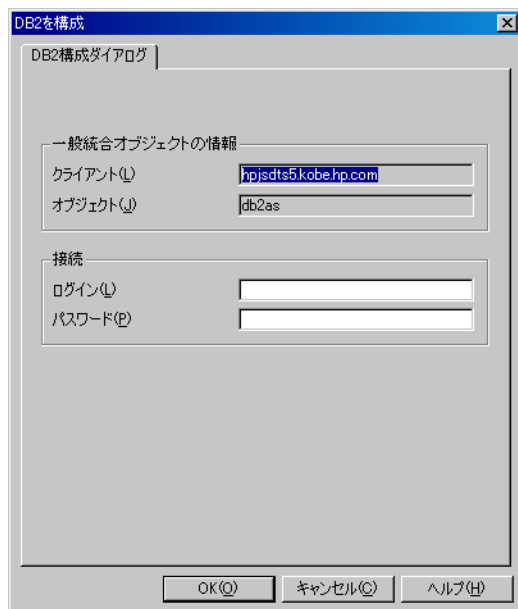 DB2を構成
DB2構成ダイアログ
一般統合オブジェクトの情報
クライアント(L) hpjsdts5.kobe.hp.com
オブジェクト(J) db2as
接続
ログイン(L)
パスワード(P)
OK(O) キャンセル(C) ヘルプ(H)